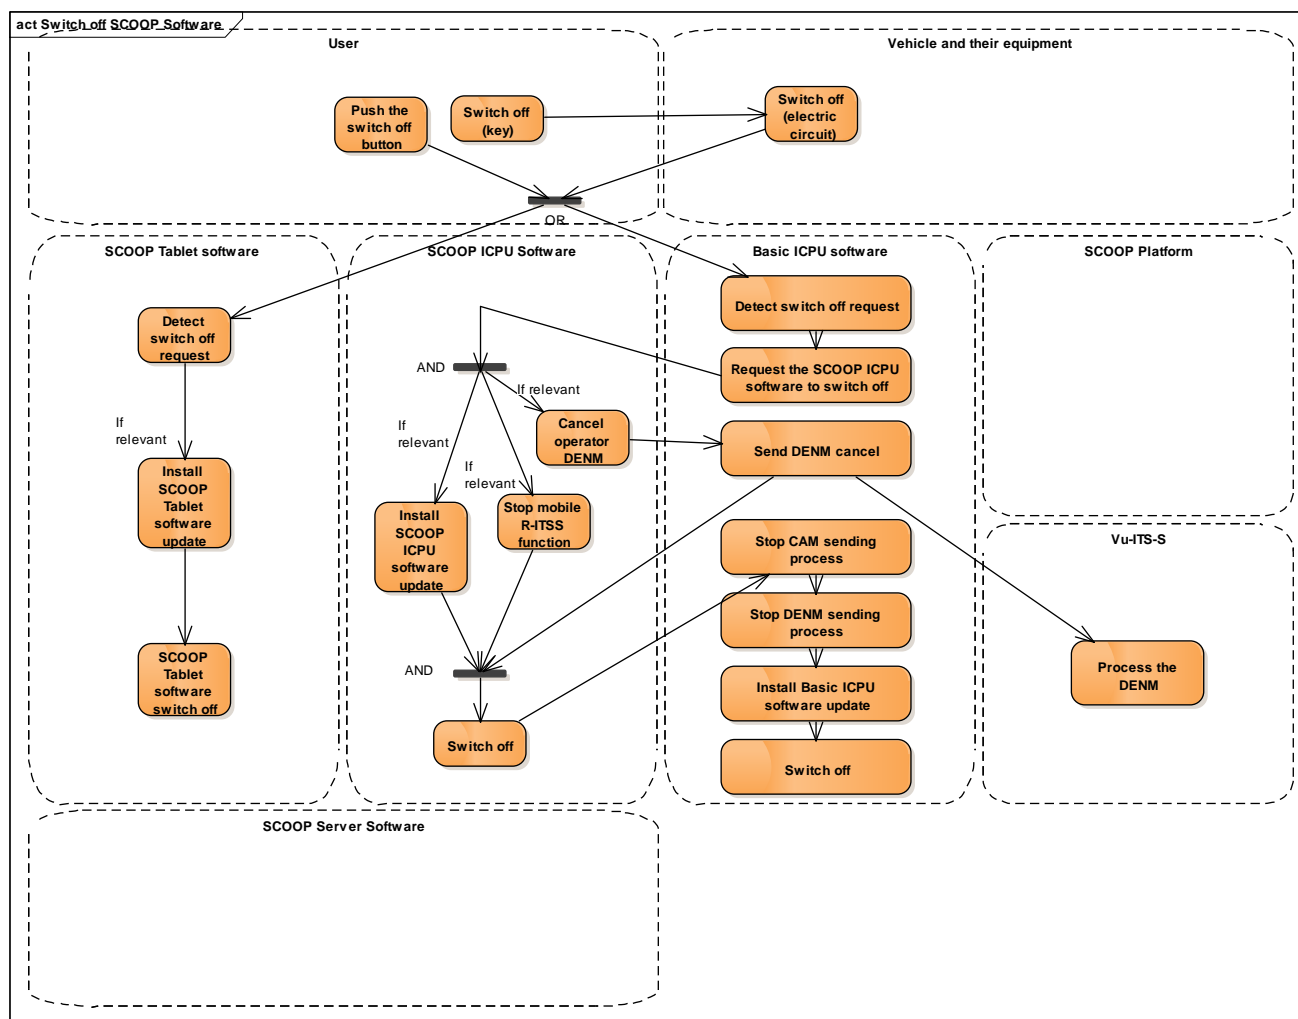 act Switch off SCOOP Software
User
Vehicle and their equipment
Push the
switch off
button
Switch off
(key)
Switch off
(electric
circuit)
OR
SCOOP Tablet software
SCOOP ICPU Software
Basic ICPU software
SCOOP Platform
Detect
switch off
request
If
relevant
Install
SCOOP
Tablet
software
update
SCOOP
Tablet
software
switch off
AND
If relevant
If
relevant
If
relevant
Cancel
operator
DENM
Install
SCOOP
ICPU
software
update
Stop mobile
R-ITSS
function
AND
Switch off
Detect switch off request
Request the SCOOP ICPU
software to switch off
Send DENM cancel
Stop CAM sending
process
Stop DENM sending
process
Install Basic ICPU
software update
Switch off
Vu-ITS-S
Process the
DENM
SCOOP Server Software